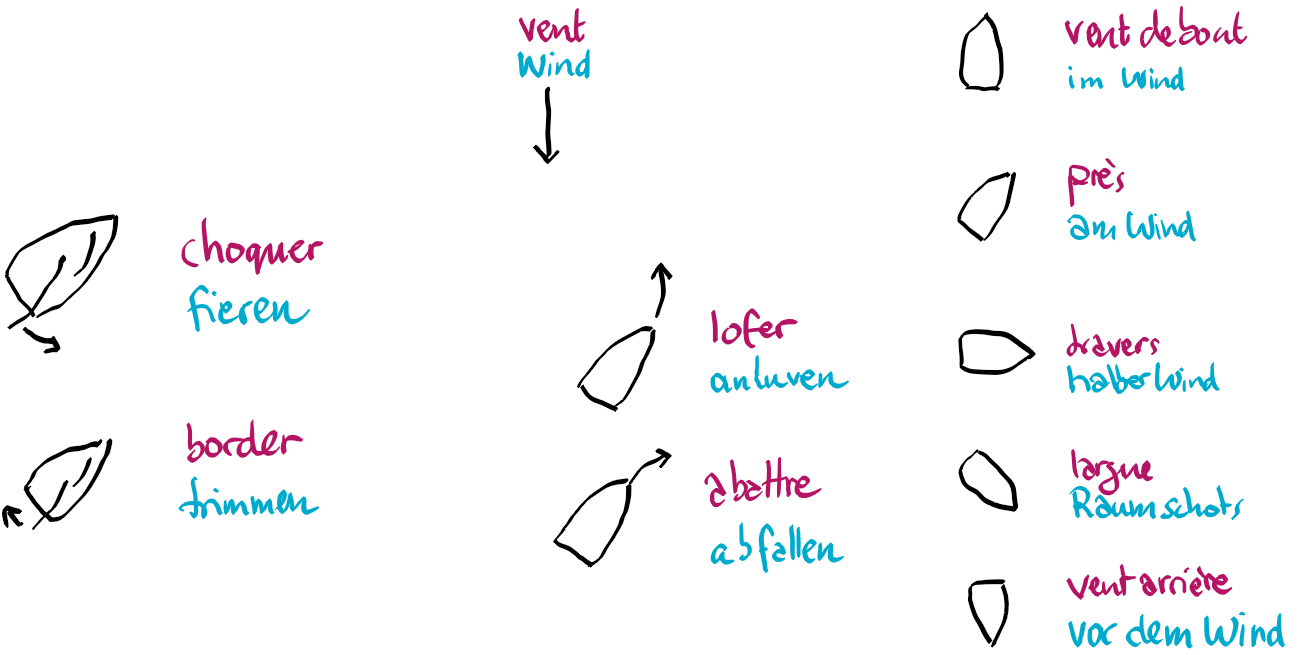 vent
Wind
choquer
fieren
border
trimmen
lofer
anluven
abattre
abfallen
vent debout
im Wind
près
am Wind
travers
halber Wind
largue
Raumschots
vent arrière
vor dem Wind